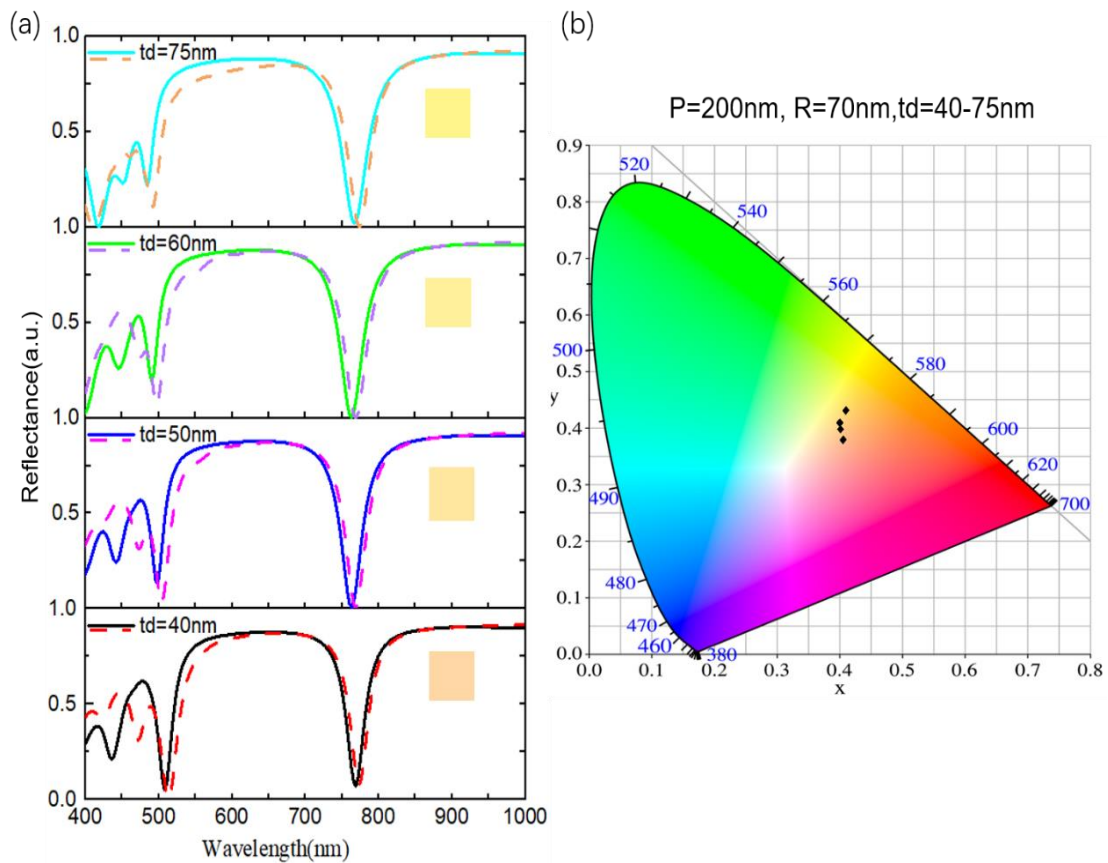 (a)
1.0
td=75nm
0.5
1.0
td=60nm
0.5
1.0
td=50nm
0.5
1.0
td=40nm
0.5
0.0
400 500 600 700 800 900 1000
Reflectance(a.u.)
Wavelength(nm)
(b)
P=200nm, R=70nm,td=40-75nm
0.9
0.8
0.7
0.6
0.5
y
0.4
0.3
0.2
0.1
0.0
0.0 0.1 0.2 0.3 0.4 0.5 0.6 0.7 0.8
x
520
540
560
500
580
600
620
490
700
480
470
460
380